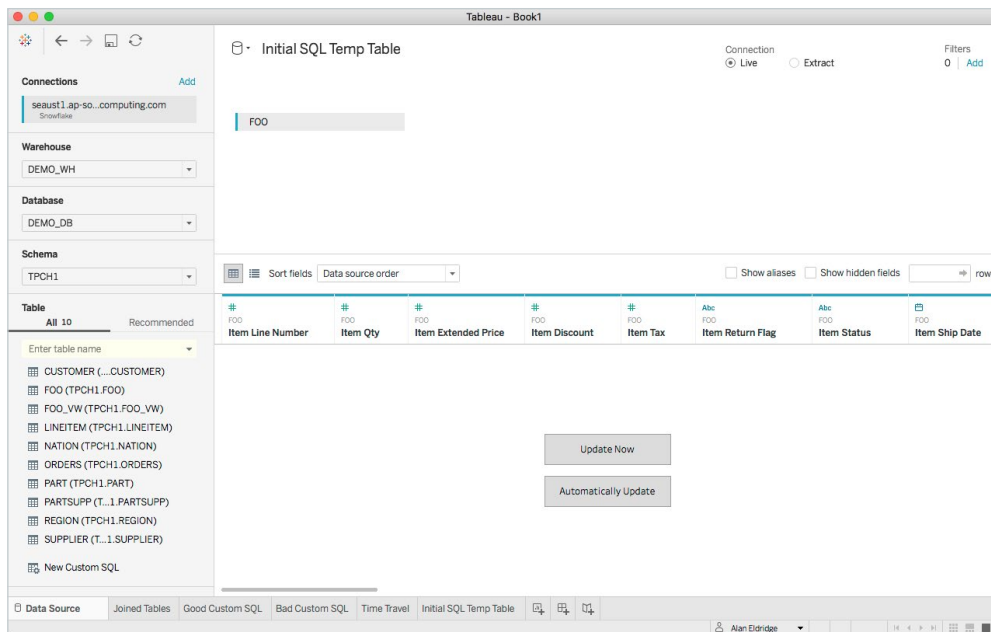 Tableau - Book1
Connections Add
seaust1.ap-so...computing.com
Snowflake
Warehouse
DEMO_WH
Database
DEMO_DB
Schema
TPCH1
Table
All 10 Recommended
Enter table name
CUSTOMER (....CUSTOMER)
FOO (TPCH1.FOO)
FOO_VW (TPCH1.FOO_VW)
LINEITEM (TPCH1.LINEITEM)
NATION (TPCH1.NATION)
ORDERS (TPCH1.ORDERS)
PART (TPCH1.PART)
PARTSUPP (T...1.PARTSUPP)
REGION (TPCH1.REGION)
SUPPLIER (T...1.SUPPLIER)
New Custom SQL
Initial SQL Temp Table
Connection
Live Extract
Filters
0 Add
FOO
Sort fields Data source order Show aliases Show hidden fields row
# # # # # Abc Abc
FOO FOO FOO FOO FOO FOO FOO FOO
Item Line Number Item Qty Item Extended Price Item Discount Item Tax Item Return Flag Item Status Item Ship Date
Update Now
Automatically Update
Data Source Joined Tables Good Custom SQL Bad Custom SQL Time Travel Initial SQL Temp Table
Alan Eldridge